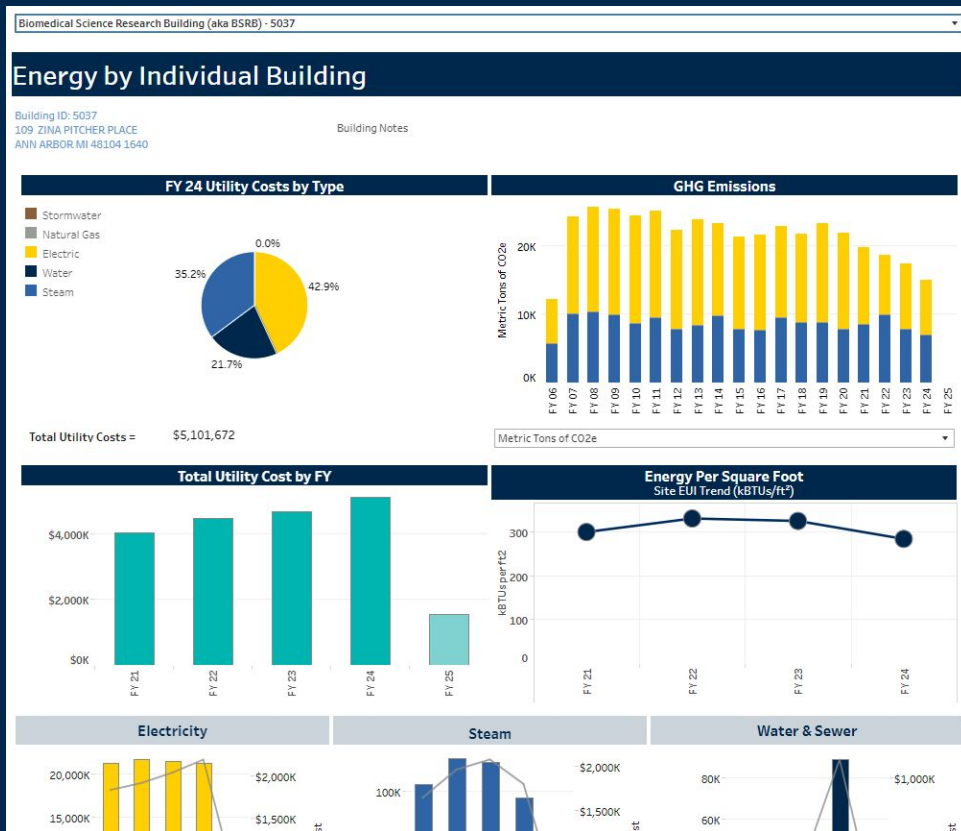 Biomedical Science Research Building (aka BSRB) - 5037
Energy by Individual Building
Building ID: 5037
109 ZINA PITCHER PLACE
ANN ARBOR MI 48104 1640
Building Notes
FY 24 Utility Costs by Type
Stormwater
Natural Gas
Electric
Water
Steam
0.0%
35.2%
42.9%
21.7%
Total Utility Costs =
$5,101,672
GHG Emissions
Metric Tons of CO2e
20K
10K
0K
FY 06
FY 07
FY 08
FY 09
FY 10
FY 11
FY 12
FY 13
FY 14
FY 15
FY 16
FY 17
FY 18
FY 19
FY 20
FY 21
FY 22
FY 23
FY 24
FY 25
Metric Tons of CO2e
Total Utility Cost by FY
$4,000K
$2,000K
$0K
FY 21
FY 22
FY 23
FY 24
FY 25
Energy Per Square Foot
Site EUI Trend (kBTUs/ft²)
kBTUs per ft2
300
200
100
0
FY 21
FY 22
FY 23
FY 24
Electricity
20,000K
15,000K
$2,000K
$1,500K
Steam
100K
$2,000K
$1,500K
Water & Sewer
80K
60K
$1,000K